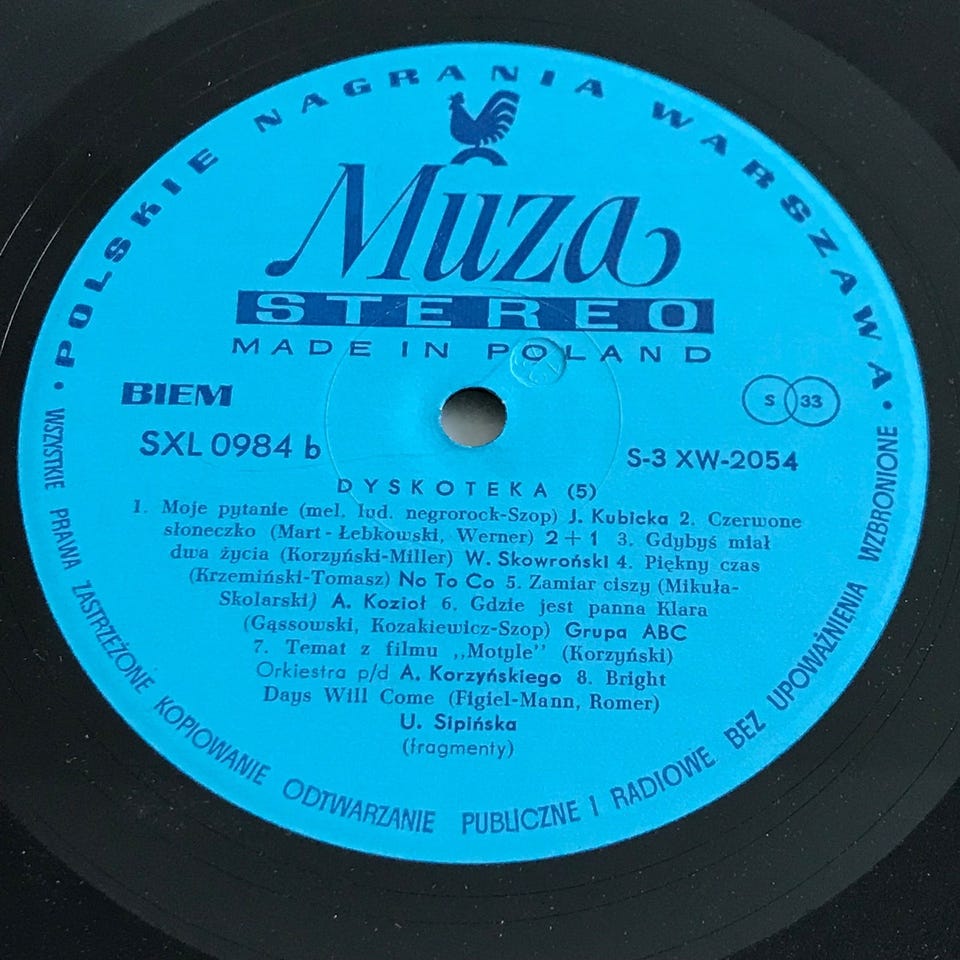 POLSKIE NAGRANIA WARSZAWA
Muza
STEREO
MADE IN POLAND
BIEM
S 33
SXL 0984 b
S-3 XW-2054
DYSKOTEKA (5)
1. Moje pytanie (mel. lud. negrorock-Szop) J. Kubicka 2. Czerwone
słoneczko (Mart-Łebkowski, Werner) 2+1 3. Gdybyś miał
dwa życia (Korzyński-Miller) W. Skowroński 4. Piękny czas
(Krzemiński-Tomasz) No To Co 5. Zamiar ciszy (Mikuła-
Skolarski) A. Kozioł 6. Gdzie jest panna Klara
(Gąssowski, Kozakiewicz-Szop) Grupa ABC
7. Temat z filmu „Motyle" (Korzyński)
Orkiestra p/d A. Korzyńskiego 8. Bright
Days Will Come (Figiel-Mann, Romer)
U. Sipińska
(fragmenty)
• WSZYSTKIE PRAWA ZASTRZEŻONE KOPIOWANIE ODTWARZANIE PUBLICZNE I RADIOWE BEZ UPOWAŻNIENIA WZBRONIONE •